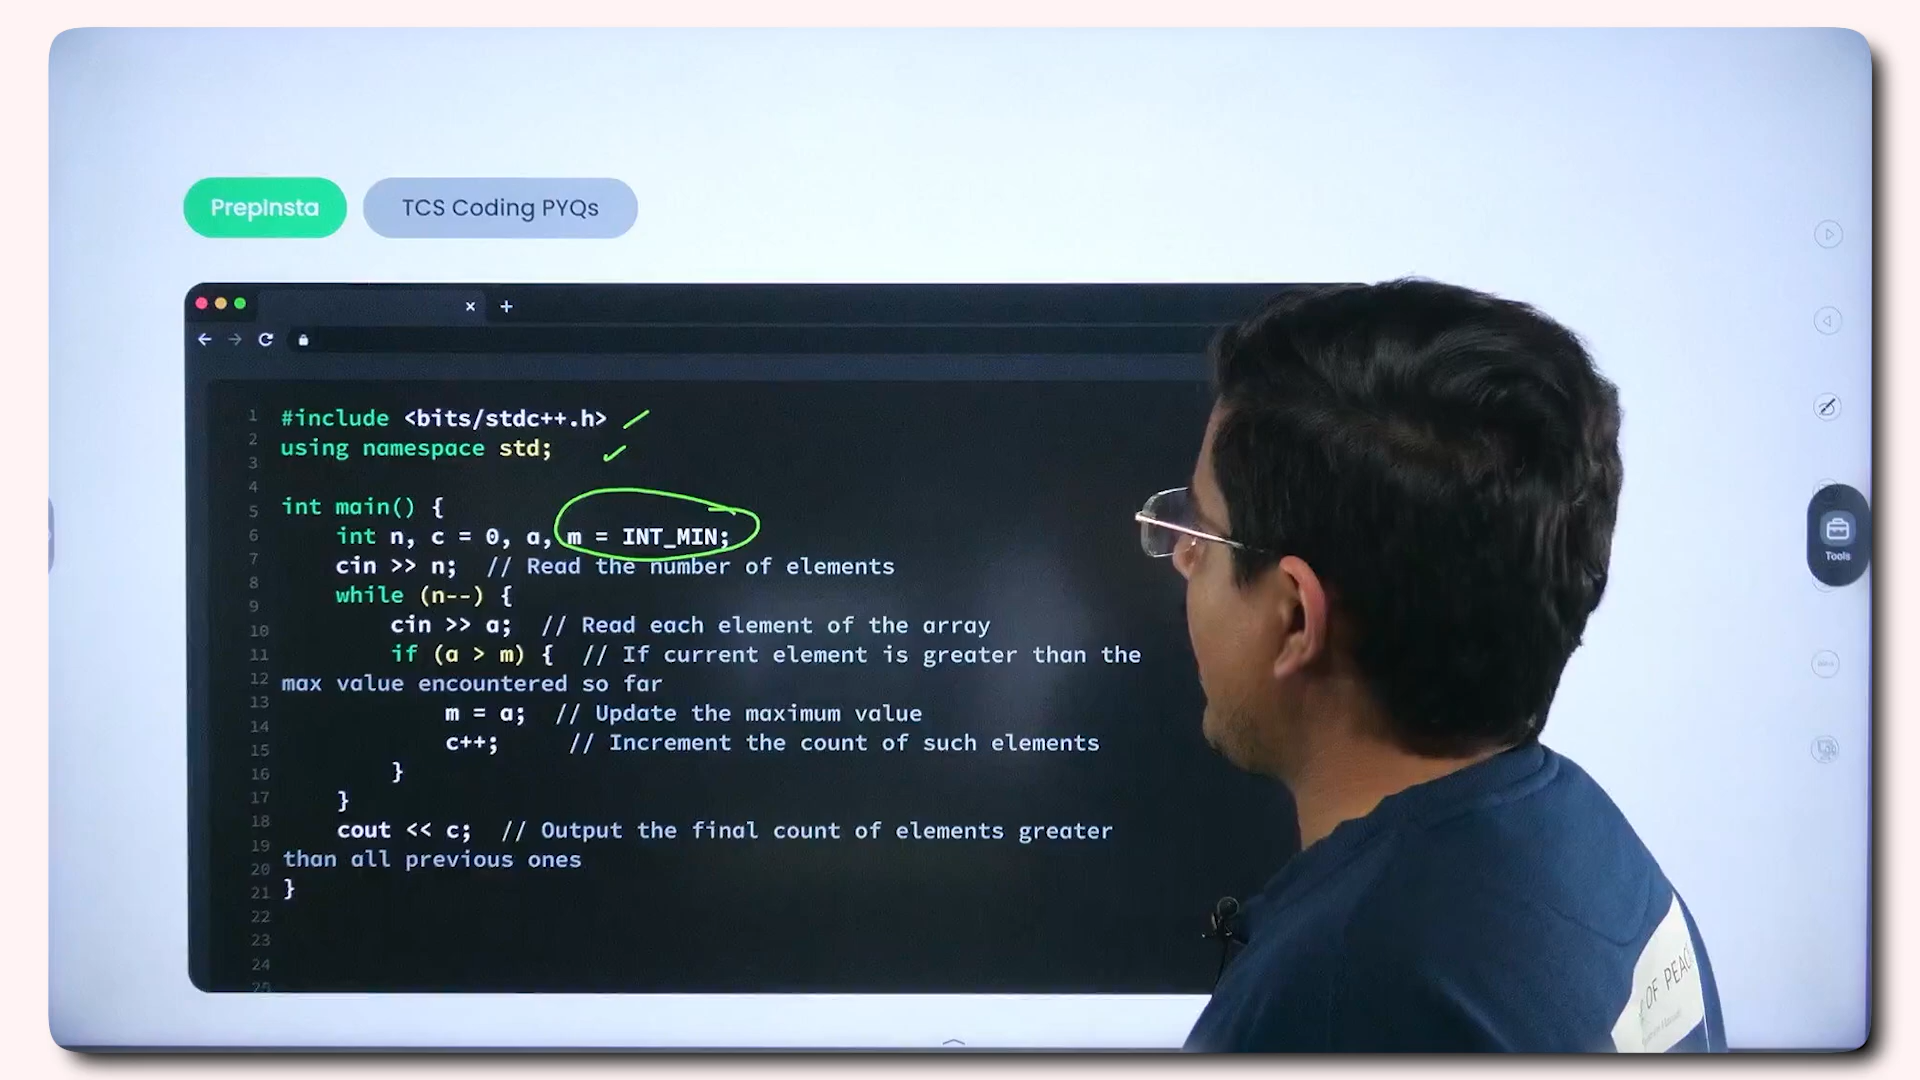 PrepInsta
TCS Coding PYQs
1
2
3
4
5
6
7
8
9
10
11
12
13
14
15
16
17
18
19
20
21
22
23
24
25
#include <bits/stdc++.h>
using namespace std;
int main() {
int n, c = 0, a, m = INT_MIN;
cin >> n; // Read the number of elements
while (n--) {
cin >> a; // Read each element of the array
if (a > m) { // If current element is greater than the
max value encountered so far
m = a; // Update the maximum value
c++; // Increment the count of such elements
}
}
cout << c; // Output the final count of elements greater
than all previous ones
}
Tools
OF PEAC